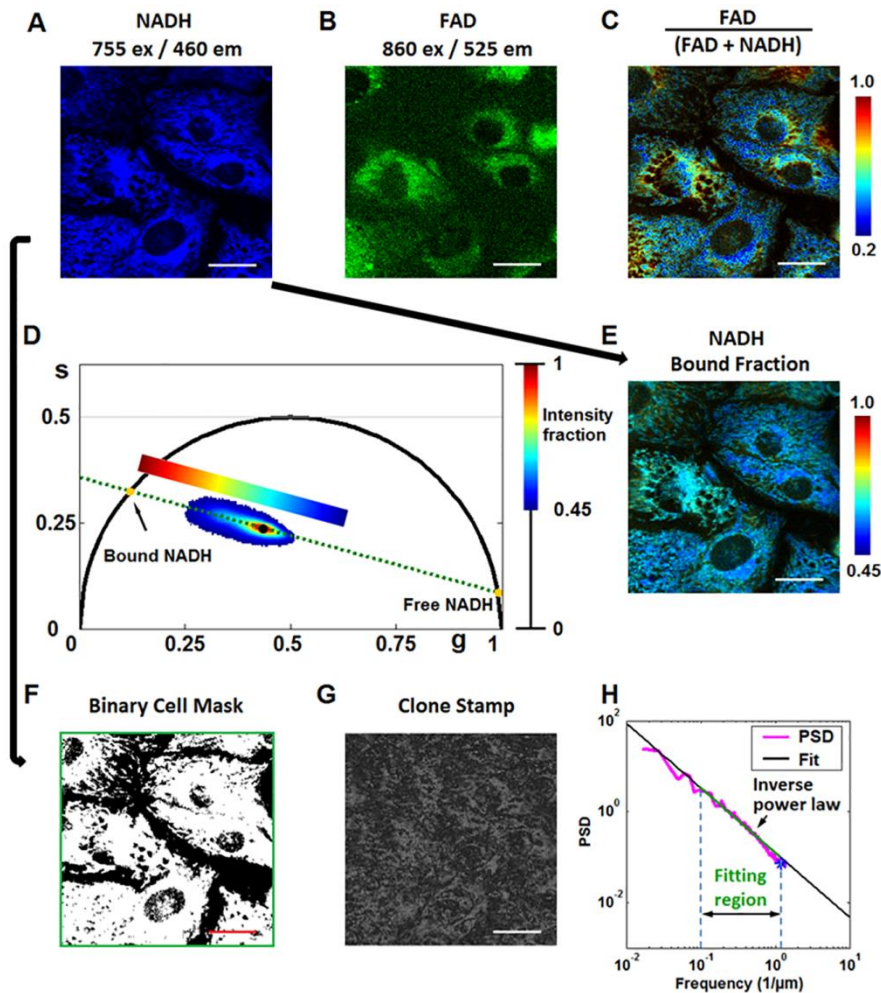 A
NADH
755 ex / 460 em
B
FAD
860 ex / 525 em
C
FAD
(FAD + NADH)
1.0
0.2
D
s
0.5
0.25
0
Bound NADH
Free NADH
0
0.25
0.5
0.75
g
1
1
Intensity
fraction
0.45
0
E
NADH
Bound Fraction
1.0
0.45
F
Binary Cell Mask
G
Clone Stamp
H
PSD
10^2
10^0
10^-2
PSD
Fit
Inverse
power law
Fitting
region
10^-2
10^-1
10^0
10^1
Frequency (1/µm)